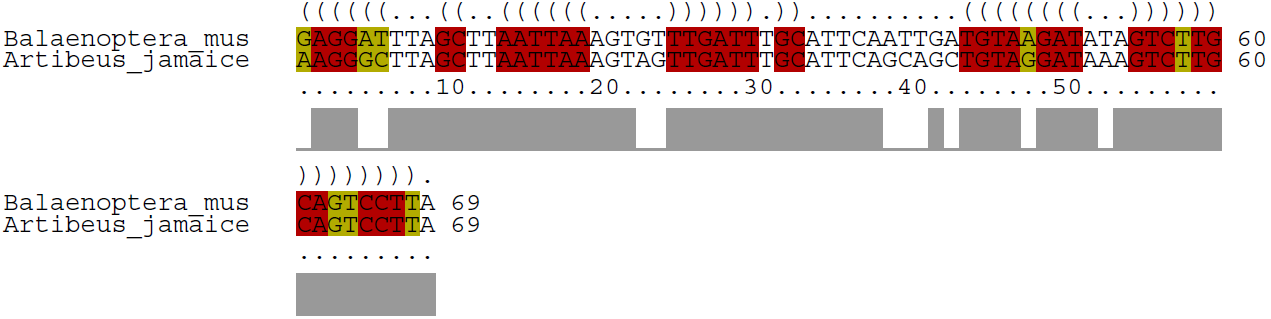 ((((((...((..((((((.....)))))).))..........((((((((...))))))
Balaenoptera_mus GAGGATTTAGCTTAATTAAAGTGTTTGATTTGCATTCAATTGATGTAAGATATAGTCTTG 60
Artibeus_jamaice AAGGGCTTAGCTTAATTAAAGTAGTTGATTTGCATTCAGCAGCTGTAGGATAAAGTCTTG 60
.........10........20........30........40........50.........
)))))))).
Balaenoptera_mus CAGTCCTTA 69
Artibeus_jamaice CAGTCCTTA 69
.........